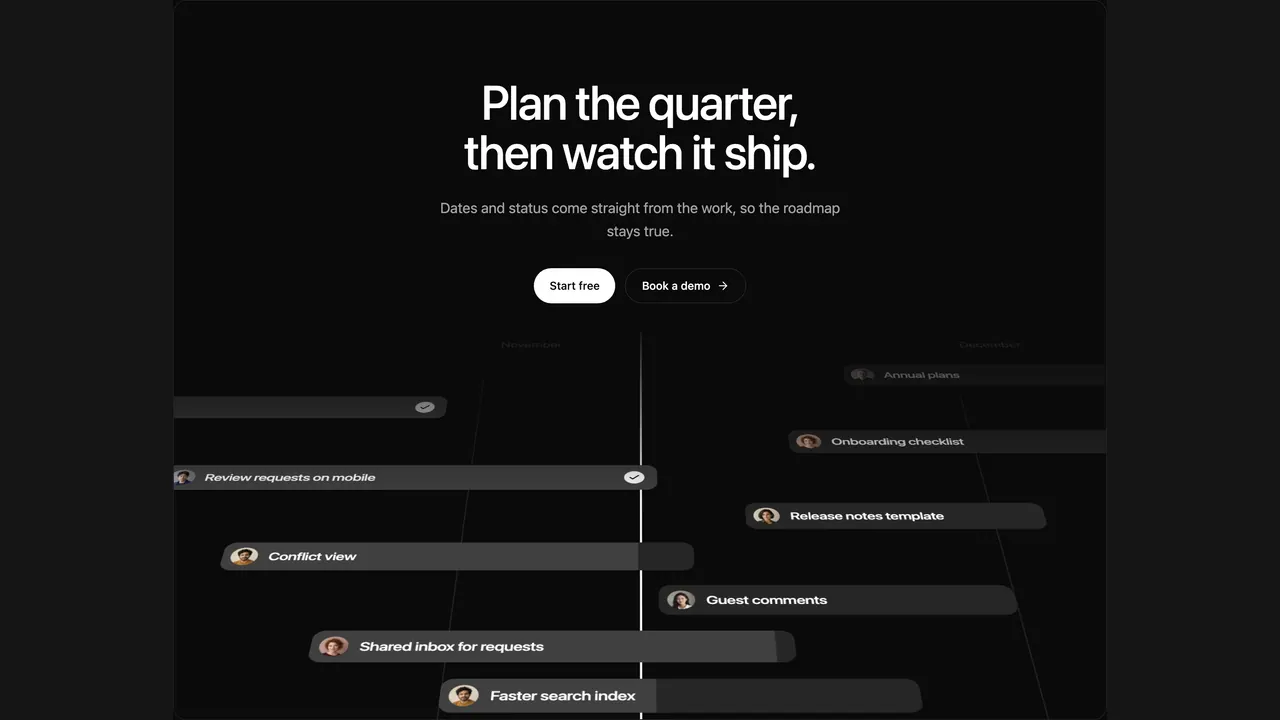 Plan the quarter,
then watch it ship.
Dates and status come straight from the work, so the roadmap
stays true.
Start free
Book a demo
November
December
Annual plans
Onboarding checklist
Review requests on mobile
Release notes template
Conflict view
Guest comments
Shared inbox for requests
Faster search index